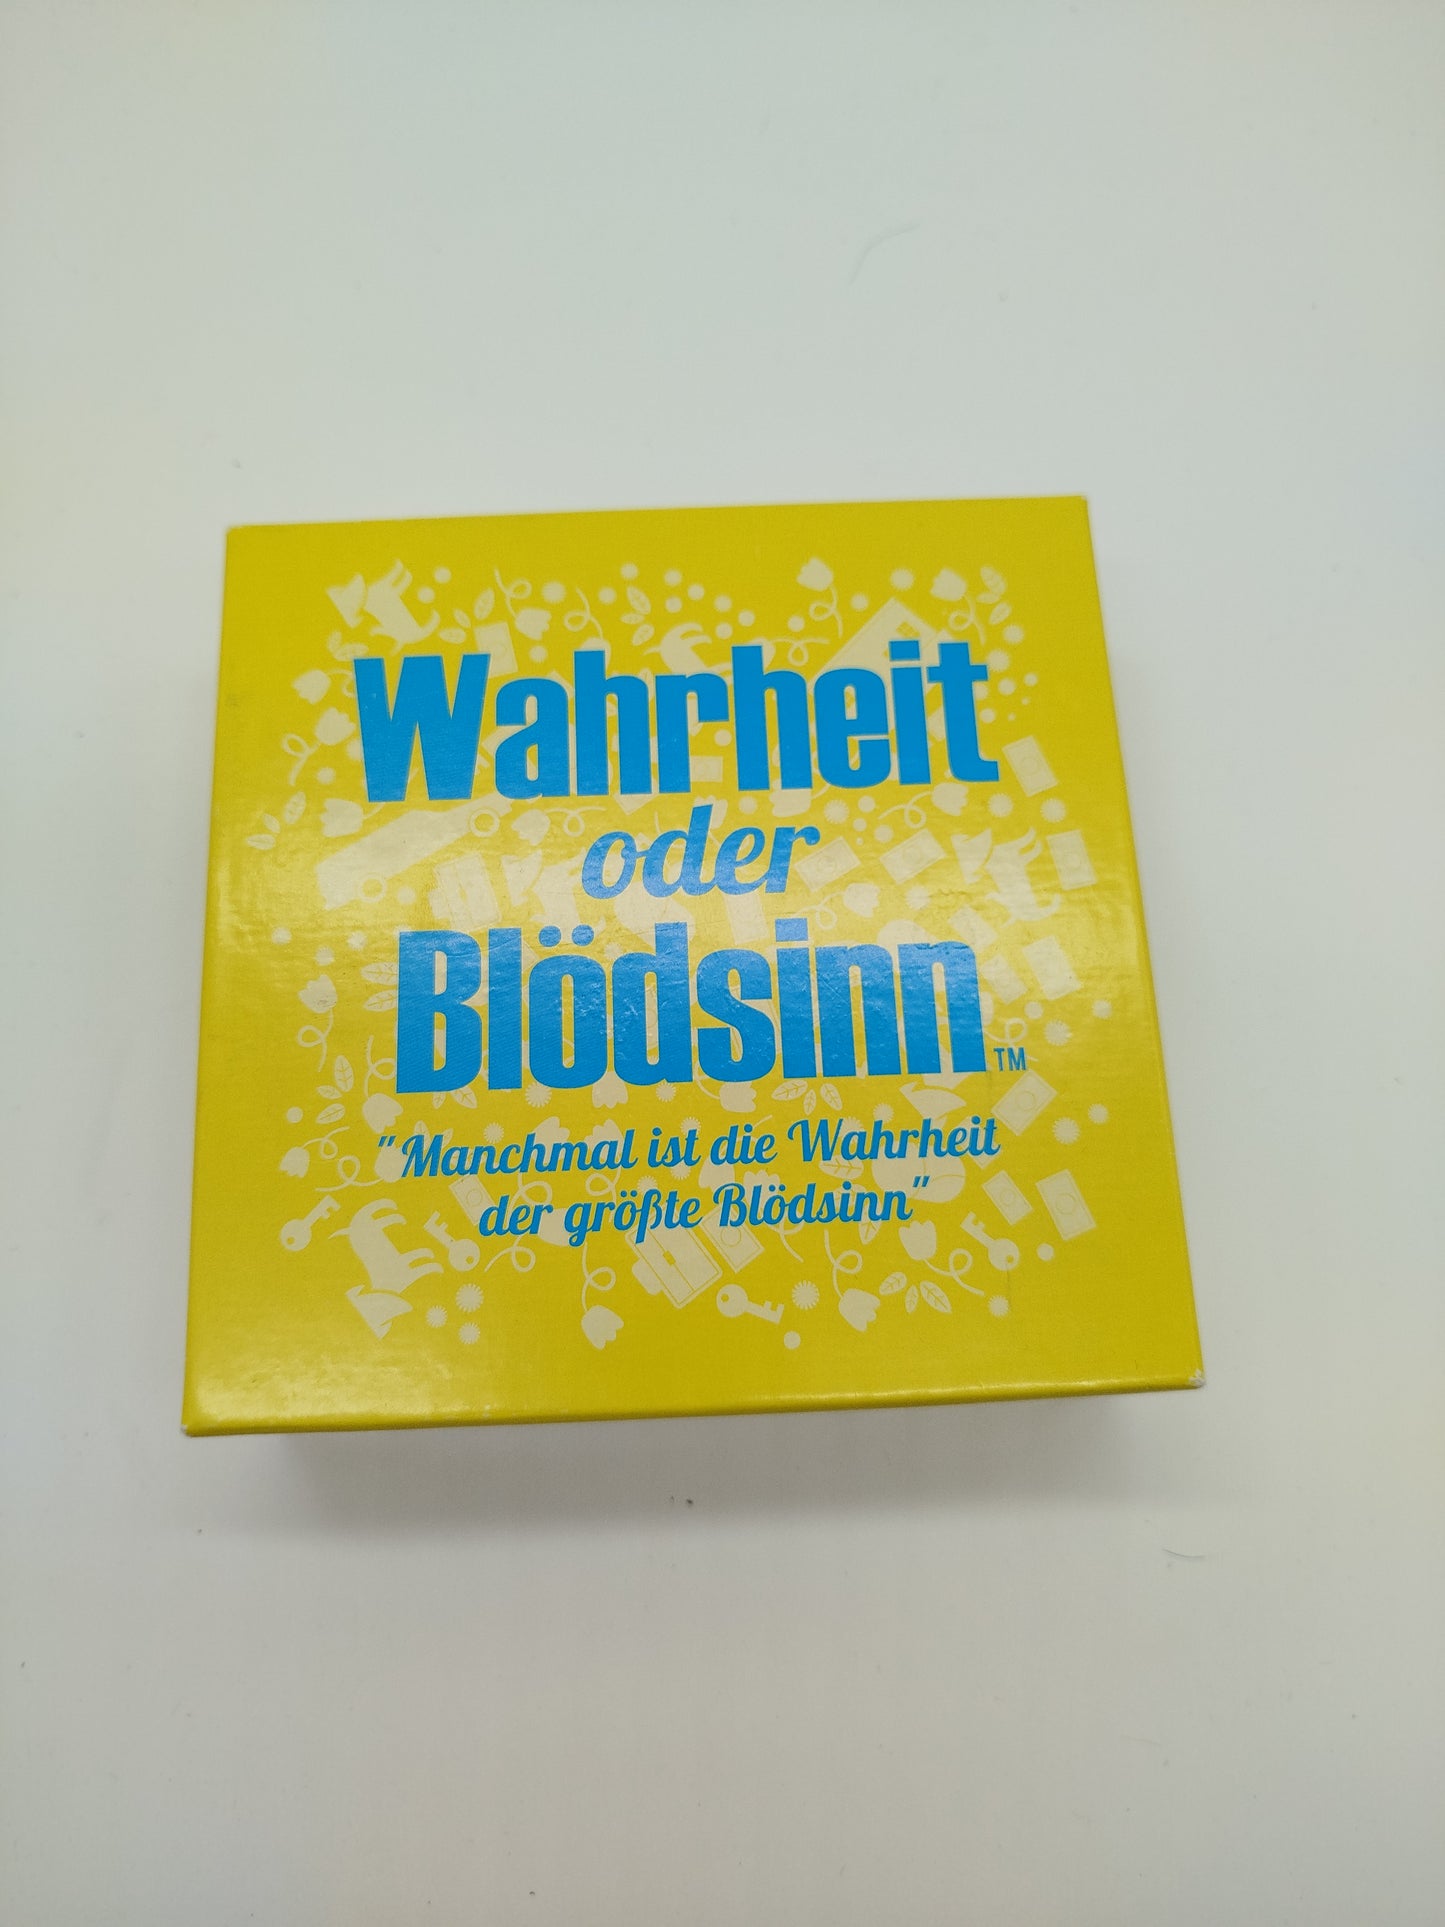 Wahrheit
oder
Blödsinn™
"Manchmal ist die Wahrheit
der größte Blödsinn"